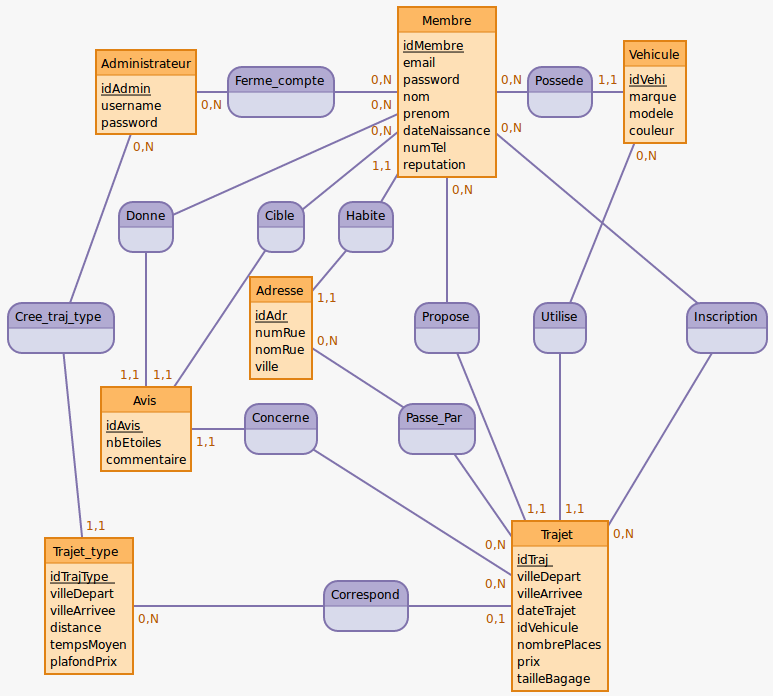 Membre
idMembre
email
password
nom
prenom
dateNaissance
numTel
reputation
Administrateur
idAdmin
username
password
Ferme_compte
0,N
0,N
Possede
0,N
1,1
Vehicule
idVehi
marque
modele
couleur
0,N
0,N
0,N
1,1
0,N
0,N
0,N
Donne
Cible
Habite
Adresse
idAdr
numRue
nomRue
ville
1,1
0,N
Cree_traj_type
Propose
Utilise
Inscription
1,1
1,1
Avis
idAvis
nbEtoiles
commentaire
1,1
Concerne
Passe_Par
1,1
1,1
0,N
0,N
0,N
1,1
Trajet_type
idTrajType
villeDepart
villeArrivee
distance
tempsMoyen
plafondPrix
0,N
Correspond
0,1
Trajet
idTraj
villeDepart
villeArrivee
dateTrajet
idVehicule
nombrePlaces
prix
tailleBagage